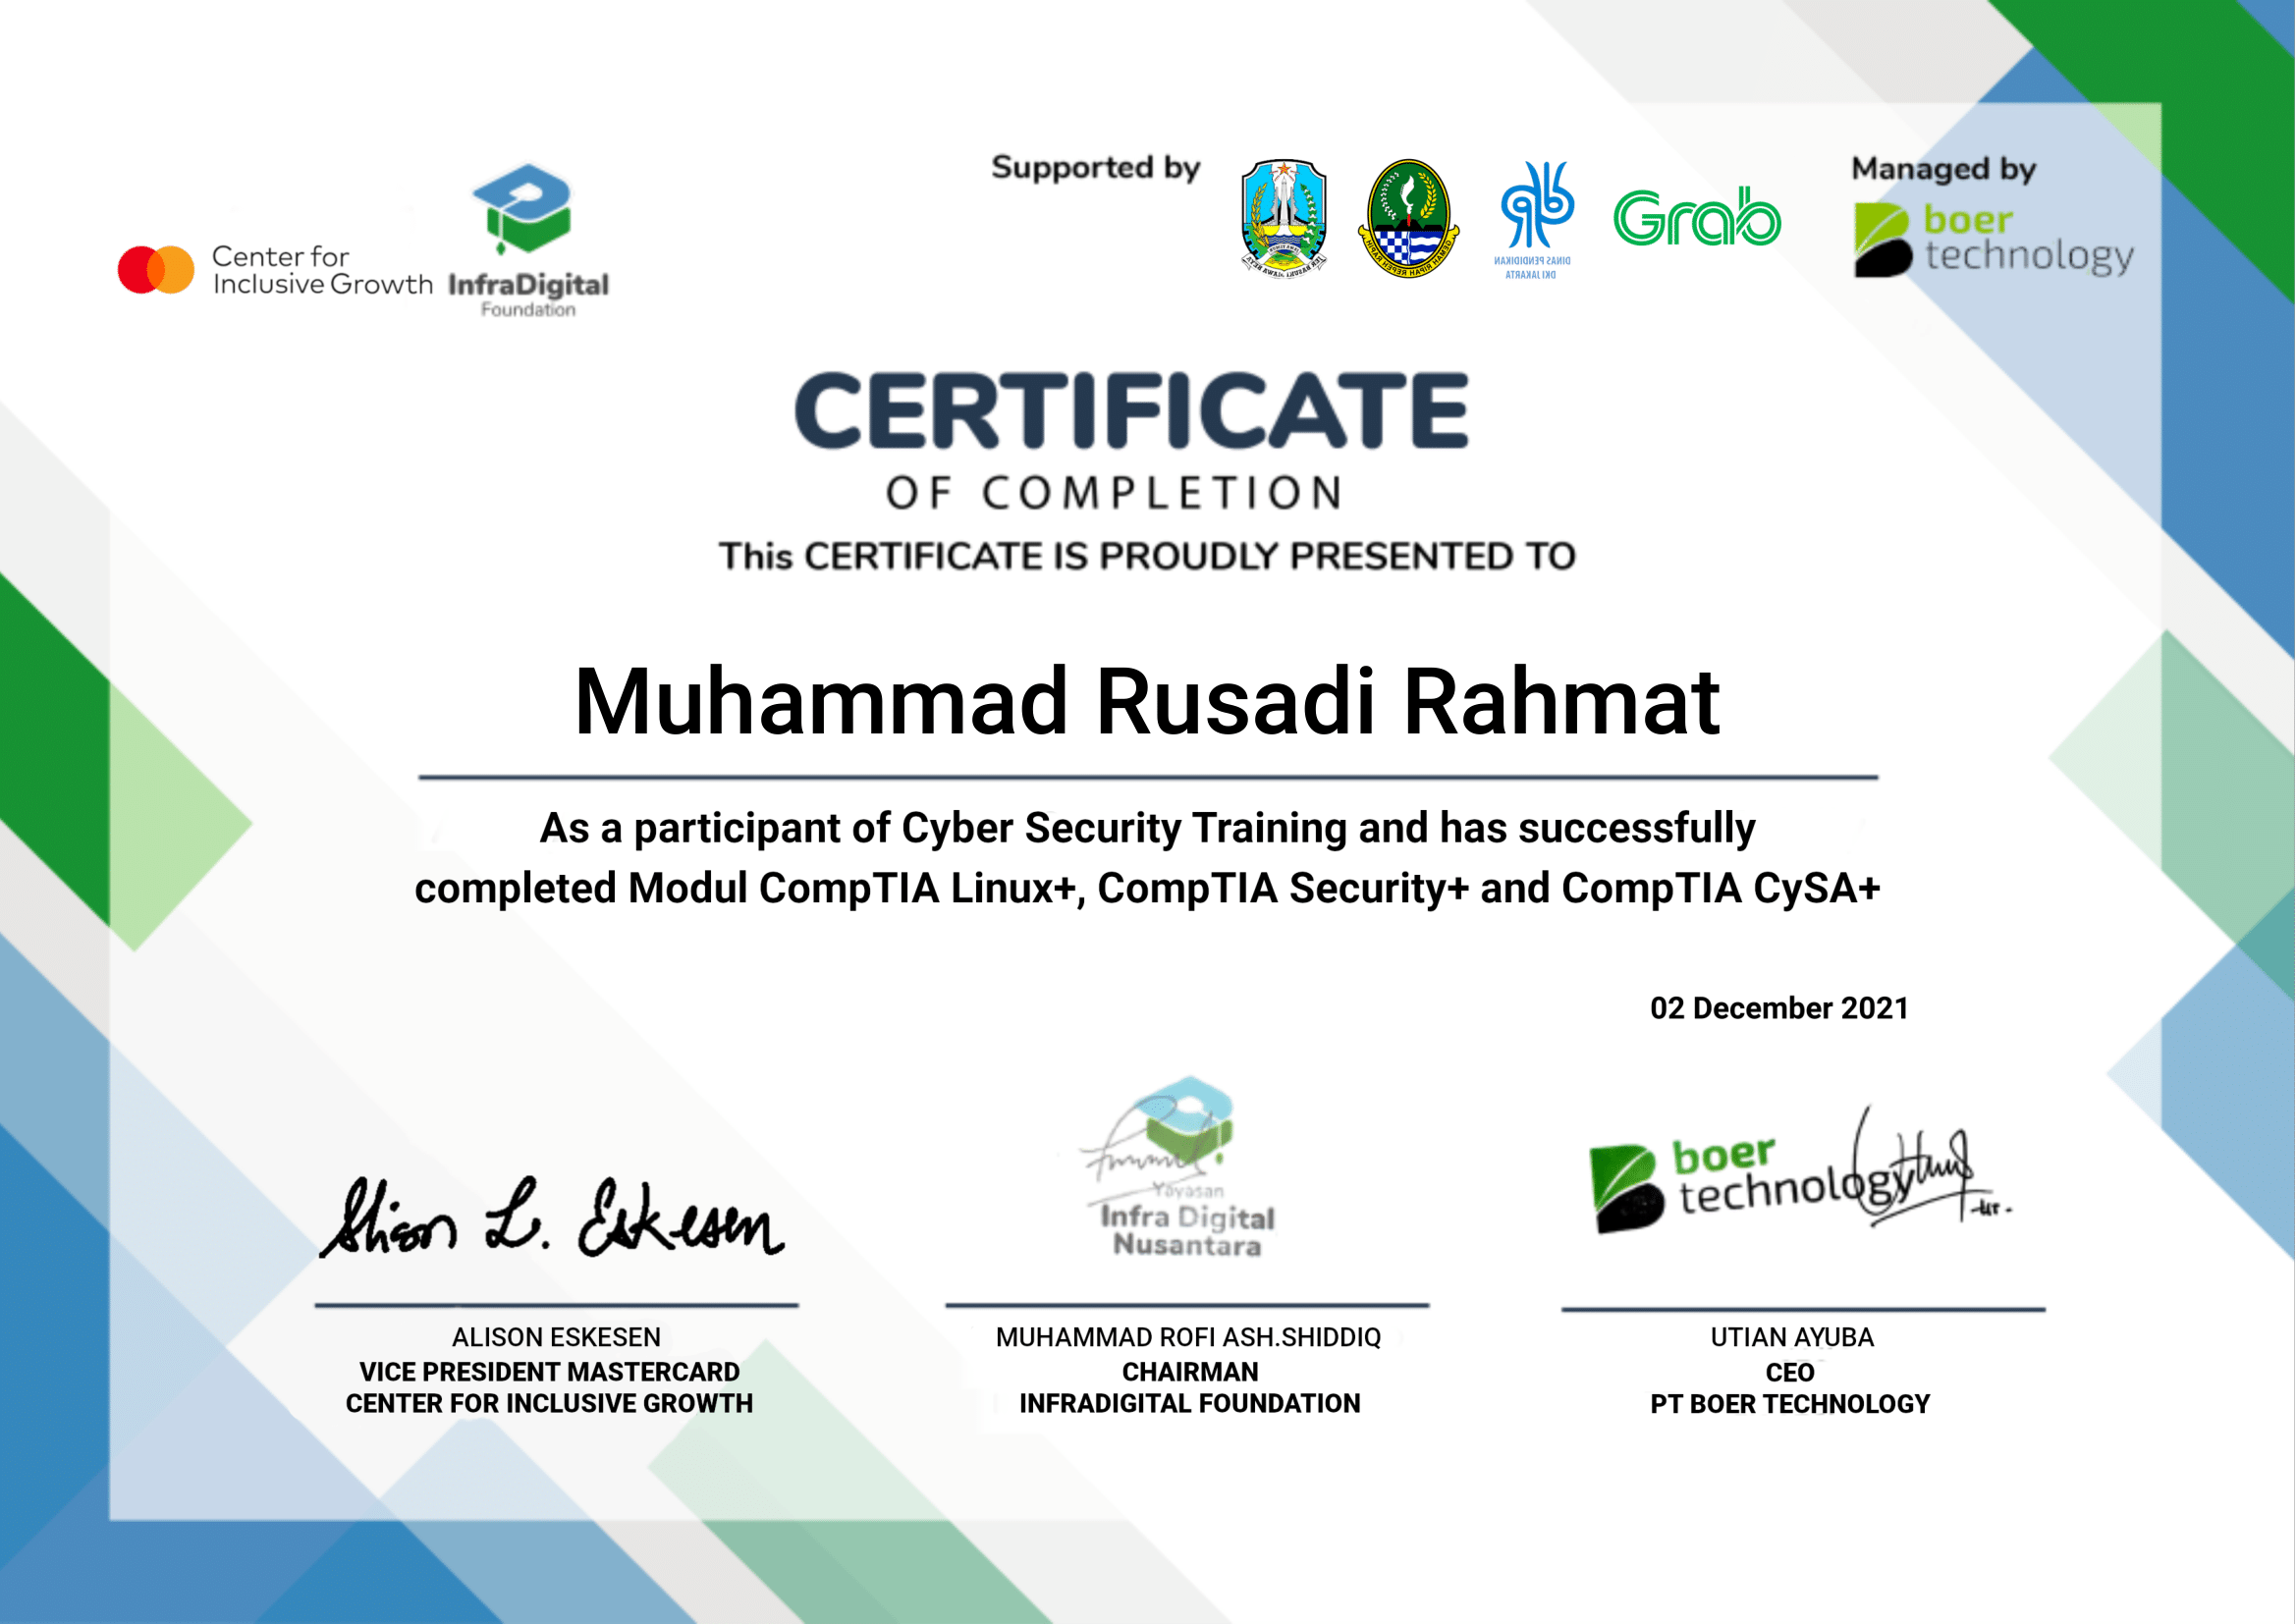 Center for
Inclusive Growth
InfraDigital
Foundation
Supported by
DINAS PENDIDIKAN
DKI JAKARTA
Grab
Managed by
boer
technology
CERTIFICATE
OF COMPLETION
This CERTIFICATE IS PROUDLY PRESENTED TO
Muhammad Rusadi Rahmat
As a participant of Cyber Security Training and has successfully
completed Modul CompTIA Linux+, CompTIA Security+ and CompTIA CySA+
02 December 2021
Alison L. Eskesen
Yayasan
Infra Digital
Nusantara
boer
technology
ALISON ESKESEN
VICE PRESIDENT MASTERCARD
CENTER FOR INCLUSIVE GROWTH
MUHAMMAD ROFI ASH.SHIDDIQ
CHAIRMAN
INFRADIGITAL FOUNDATION
UTIAN AYUBA
CEO
PT BOER TECHNOLOGY